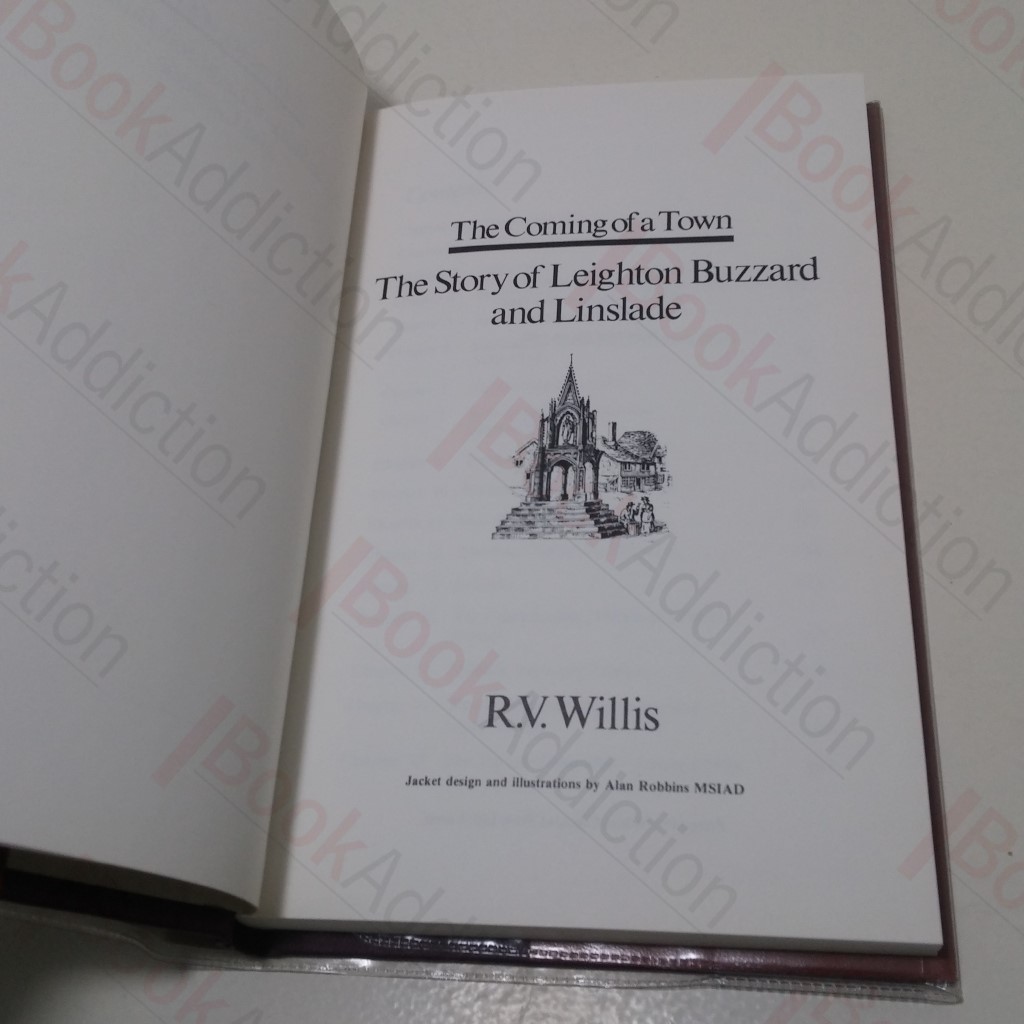 The Coming of a Town
The Story of Leighton Buzzard
and Linslade
R.V. Willis
Jacket design and illustrations by Alan Robbins MSIAD
BookAddiction